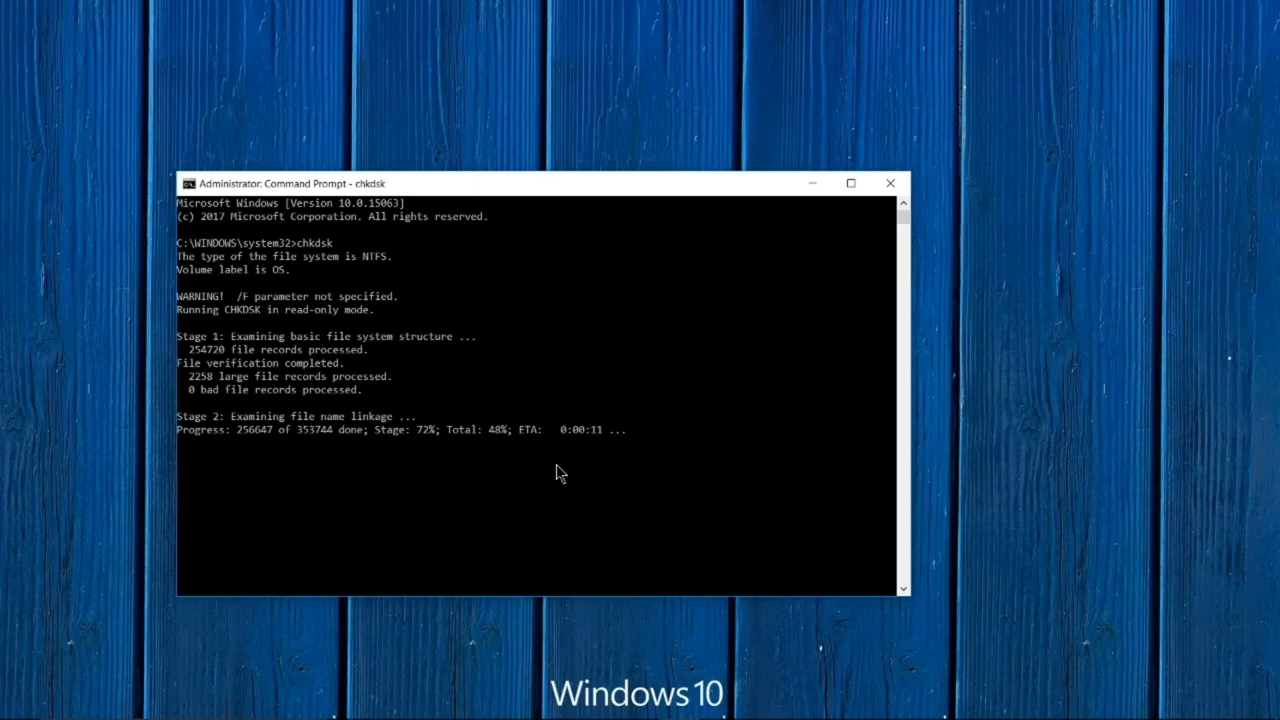 Administrator: Command Prompt - chkdsk
Microsoft Windows [Version 10.0.15063]
(c) 2017 Microsoft Corporation. All rights reserved.
C:\WINDOWS\system32>chkdsk
The type of the file system is NTFS.
Volume label is OS.
WARNING!  /F parameter not specified.
Running CHKDSK in read-only mode.
Stage 1: Examining basic file system structure ...
254720 file records processed.
File verification completed.
2258 large file records processed.
0 bad file records processed.
Stage 2: Examining file name linkage ...
Progress: 256647 of 353744 done; Stage: 72%; Total: 48%; ETA:   0:00:11 ...
Windows 10